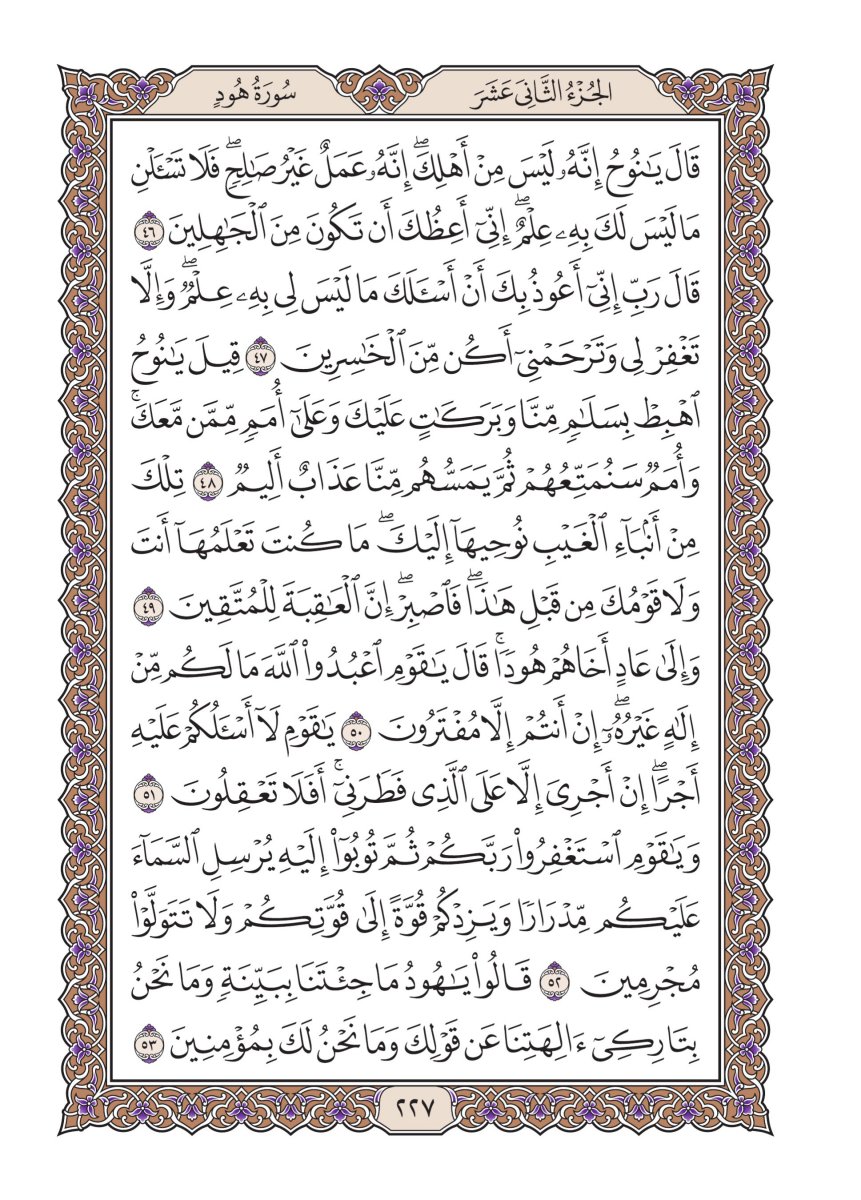 الجُزْءُ الثَّانِيَ عَشَرَ
سُورَةُ هُودٍ
قَالَ يَٰنُوحُ إِنَّهُۥ لَيۡسَ مِنۡ أَهۡلِكَۖ إِنَّهُۥ عَمَلٌ غَيۡرُ صَٰلِحٖۖ فَلَا تَسۡـَٔلۡنِ
مَا لَيۡسَ لَكَ بِهِۦ عِلۡمٌۖ إِنِّيٓ أَعِظُكَ أَن تَكُونَ مِنَ ٱلۡجَٰهِلِينَ ٤٦
قَالَ رَبِّ إِنِّيٓ أَعُوذُ بِكَ أَنۡ أَسۡـَٔلَكَ مَا لَيۡسَ لِي بِهِۦ عِلۡمٞۖ وَإِلَّا
تَغۡفِرۡ لِي وَتَرۡحَمۡنِيٓ أَكُن مِّنَ ٱلۡخَٰسِرِينَ ٤٧ قِيلَ يَٰنُوحُ
ٱهۡبِطۡ بِسَلَٰمٖ مِّنَّا وَبَرَكَٰتٍ عَلَيۡكَ وَعَلَىٰٓ أُمَمٖ مِّمَّن مَّعَكَۚ
وَأُمَمٞ سَنُمَتِّعُهُمۡ ثُمَّ يَمَسُّهُم مِّنَّا عَذَابٌ أَلِيمٞ ٤٨ تِلۡكَ
مِنۡ أَنۢبَآءِ ٱلۡغَيۡبِ نُوحِيهَآ إِلَيۡكَۖ مَا كُنتَ تَعۡلَمُهَآ أَنتَ
وَلَا قَوۡمُكَ مِن قَبۡلِ هَٰذَاۖ فَٱصۡبِرۡۖ إِنَّ ٱلۡعَٰقِبَةَ لِلۡمُتَّقِينَ ٤٩
وَإِلَىٰ عَادٍ أَخَاهُمۡ هُودٗاۚ قَالَ يَٰقَوۡمِ ٱعۡبُدُواْ ٱللَّهَ مَا لَكُم مِّنۡ
إِلَٰهٍ غَيۡرُهُۥٓۖ إِنۡ أَنتُمۡ إِلَّا مُفۡتَرُونَ ٥٠ يَٰقَوۡمِ لَآ أَسۡـَٔلُكُمۡ عَلَيۡهِ
أَجۡرًاۖ إِنۡ أَجۡرِيَ إِلَّا عَلَى ٱلَّذِي فَطَرَنِيٓۚ أَفَلَا تَعۡقِلُونَ ٥١
وَيَٰقَوۡمِ ٱسۡتَغۡفِرُواْ رَبَّكُمۡ ثُمَّ تُوبُوٓاْ إِلَيۡهِ يُرۡسِلِ ٱلسَّمَآءَ
عَلَيۡكُم مِّدۡرَارٗا وَيَزِدۡكُمۡ قُوَّةً إِلَىٰ قُوَّتِكُمۡ وَلَا تَتَوَلَّوۡاْ
مُجۡرِمِينَ ٥٢ قَالُواْ يَٰهُودُ مَا جِئۡتَنَا بِبَيِّنَةٖ وَمَا نَحۡنُ
بِتَارِكِيٓ ءَالِهَتِنَا عَن قَوۡلِكَ وَمَا نَحۡنُ لَكَ بِمُؤۡمِنِينَ ٥٣
٢٢٧